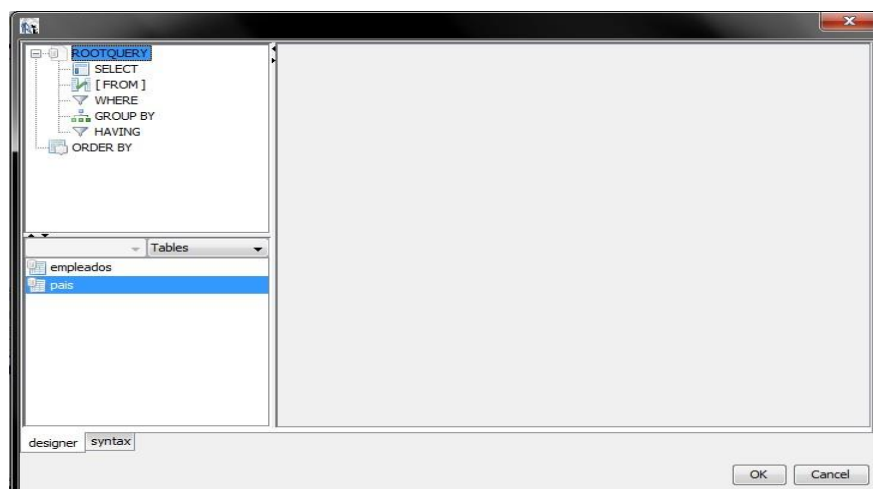 ROOTQUERY
SELECT
[ FROM ]
WHERE
GROUP BY
HAVING
ORDER BY
Tables
empleados
pais
designer syntax
OK Cancel